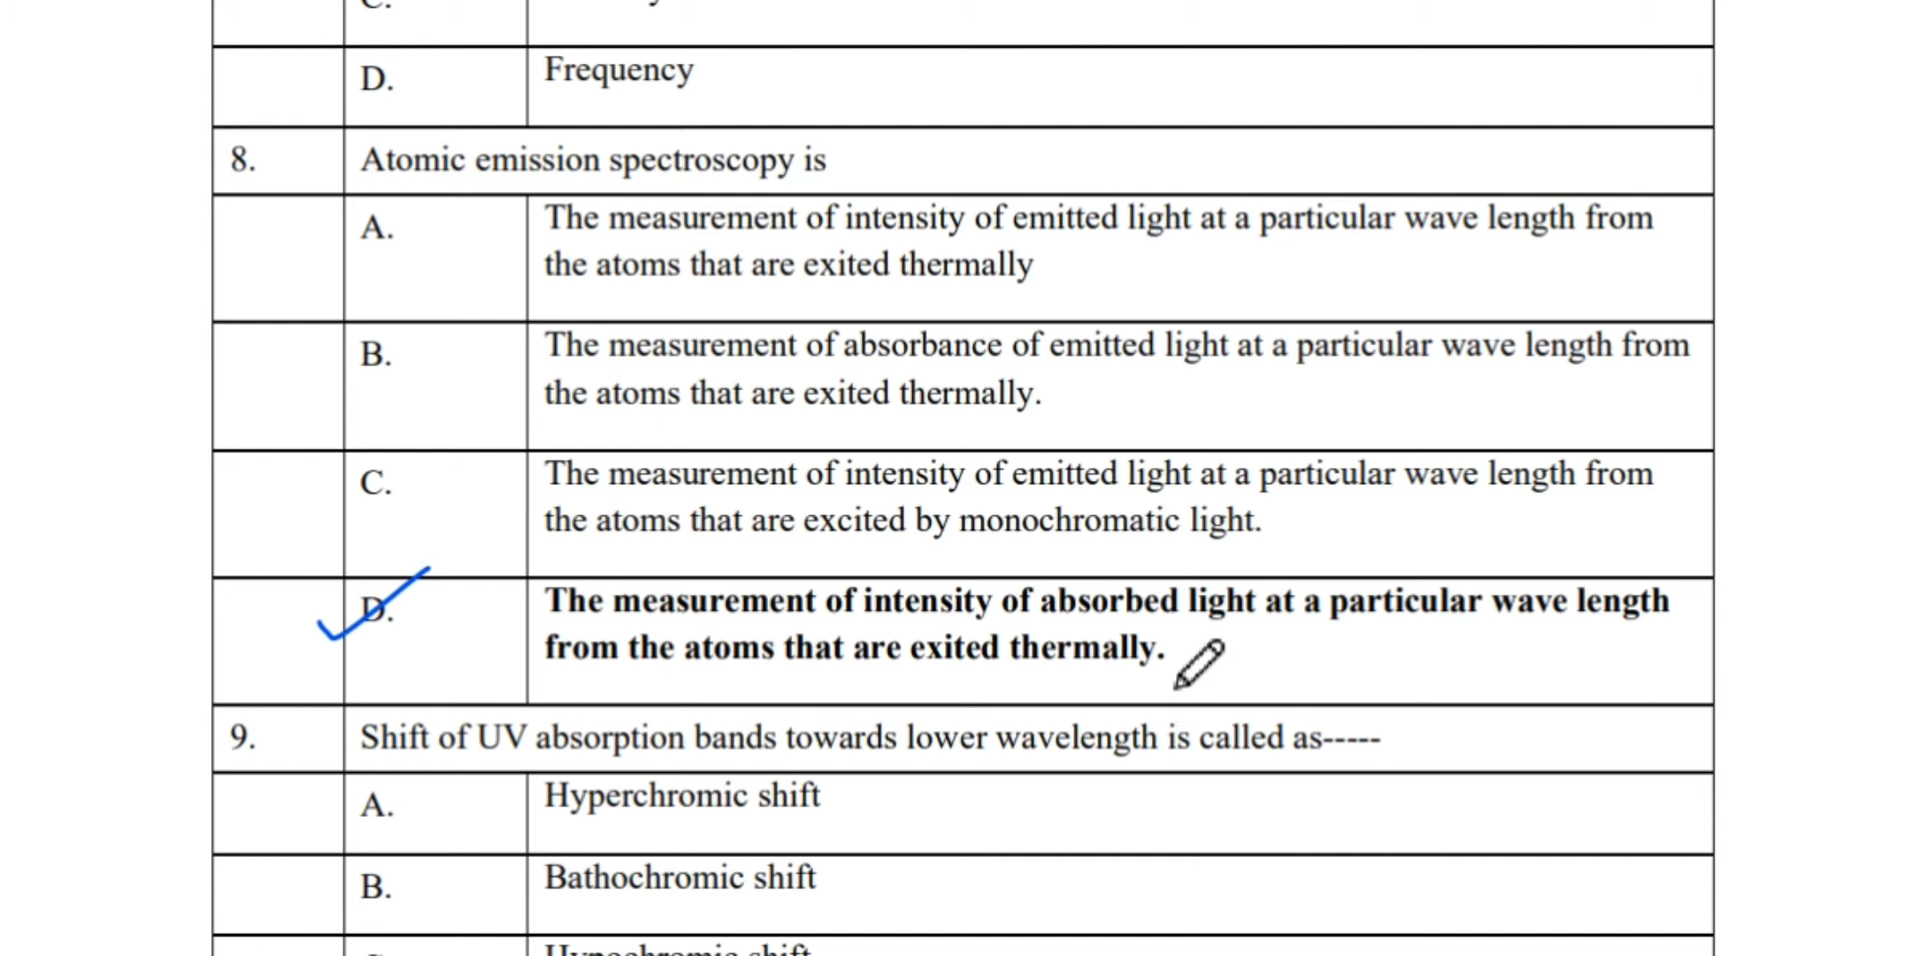 D. Frequency
8. Atomic emission spectroscopy is
A. The measurement of intensity of emitted light at a particular wave length from
the atoms that are exited thermally
B. The measurement of absorbance of emitted light at a particular wave length from
the atoms that are exited thermally.
C. The measurement of intensity of emitted light at a particular wave length from
the atoms that are excited by monochromatic light.
D. The measurement of intensity of absorbed light at a particular wave length
from the atoms that are exited thermally.
9. Shift of UV absorption bands towards lower wavelength is called as-----
A. Hyperchromic shift
B. Bathochromic shift